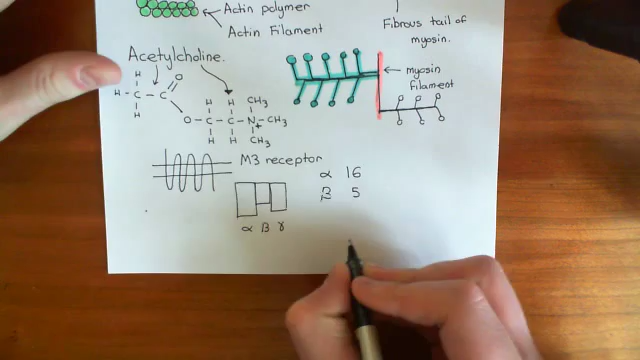 Actin polymer
Actin Filament
Fibrous tail of
myosin.
Acetylcholine.
myosin
filament
H O
H - C - C
H
H H CH₃
O - C - C - N - CH₃
+
H H CH₃
M3 receptor
α 16
β 5
α β γ